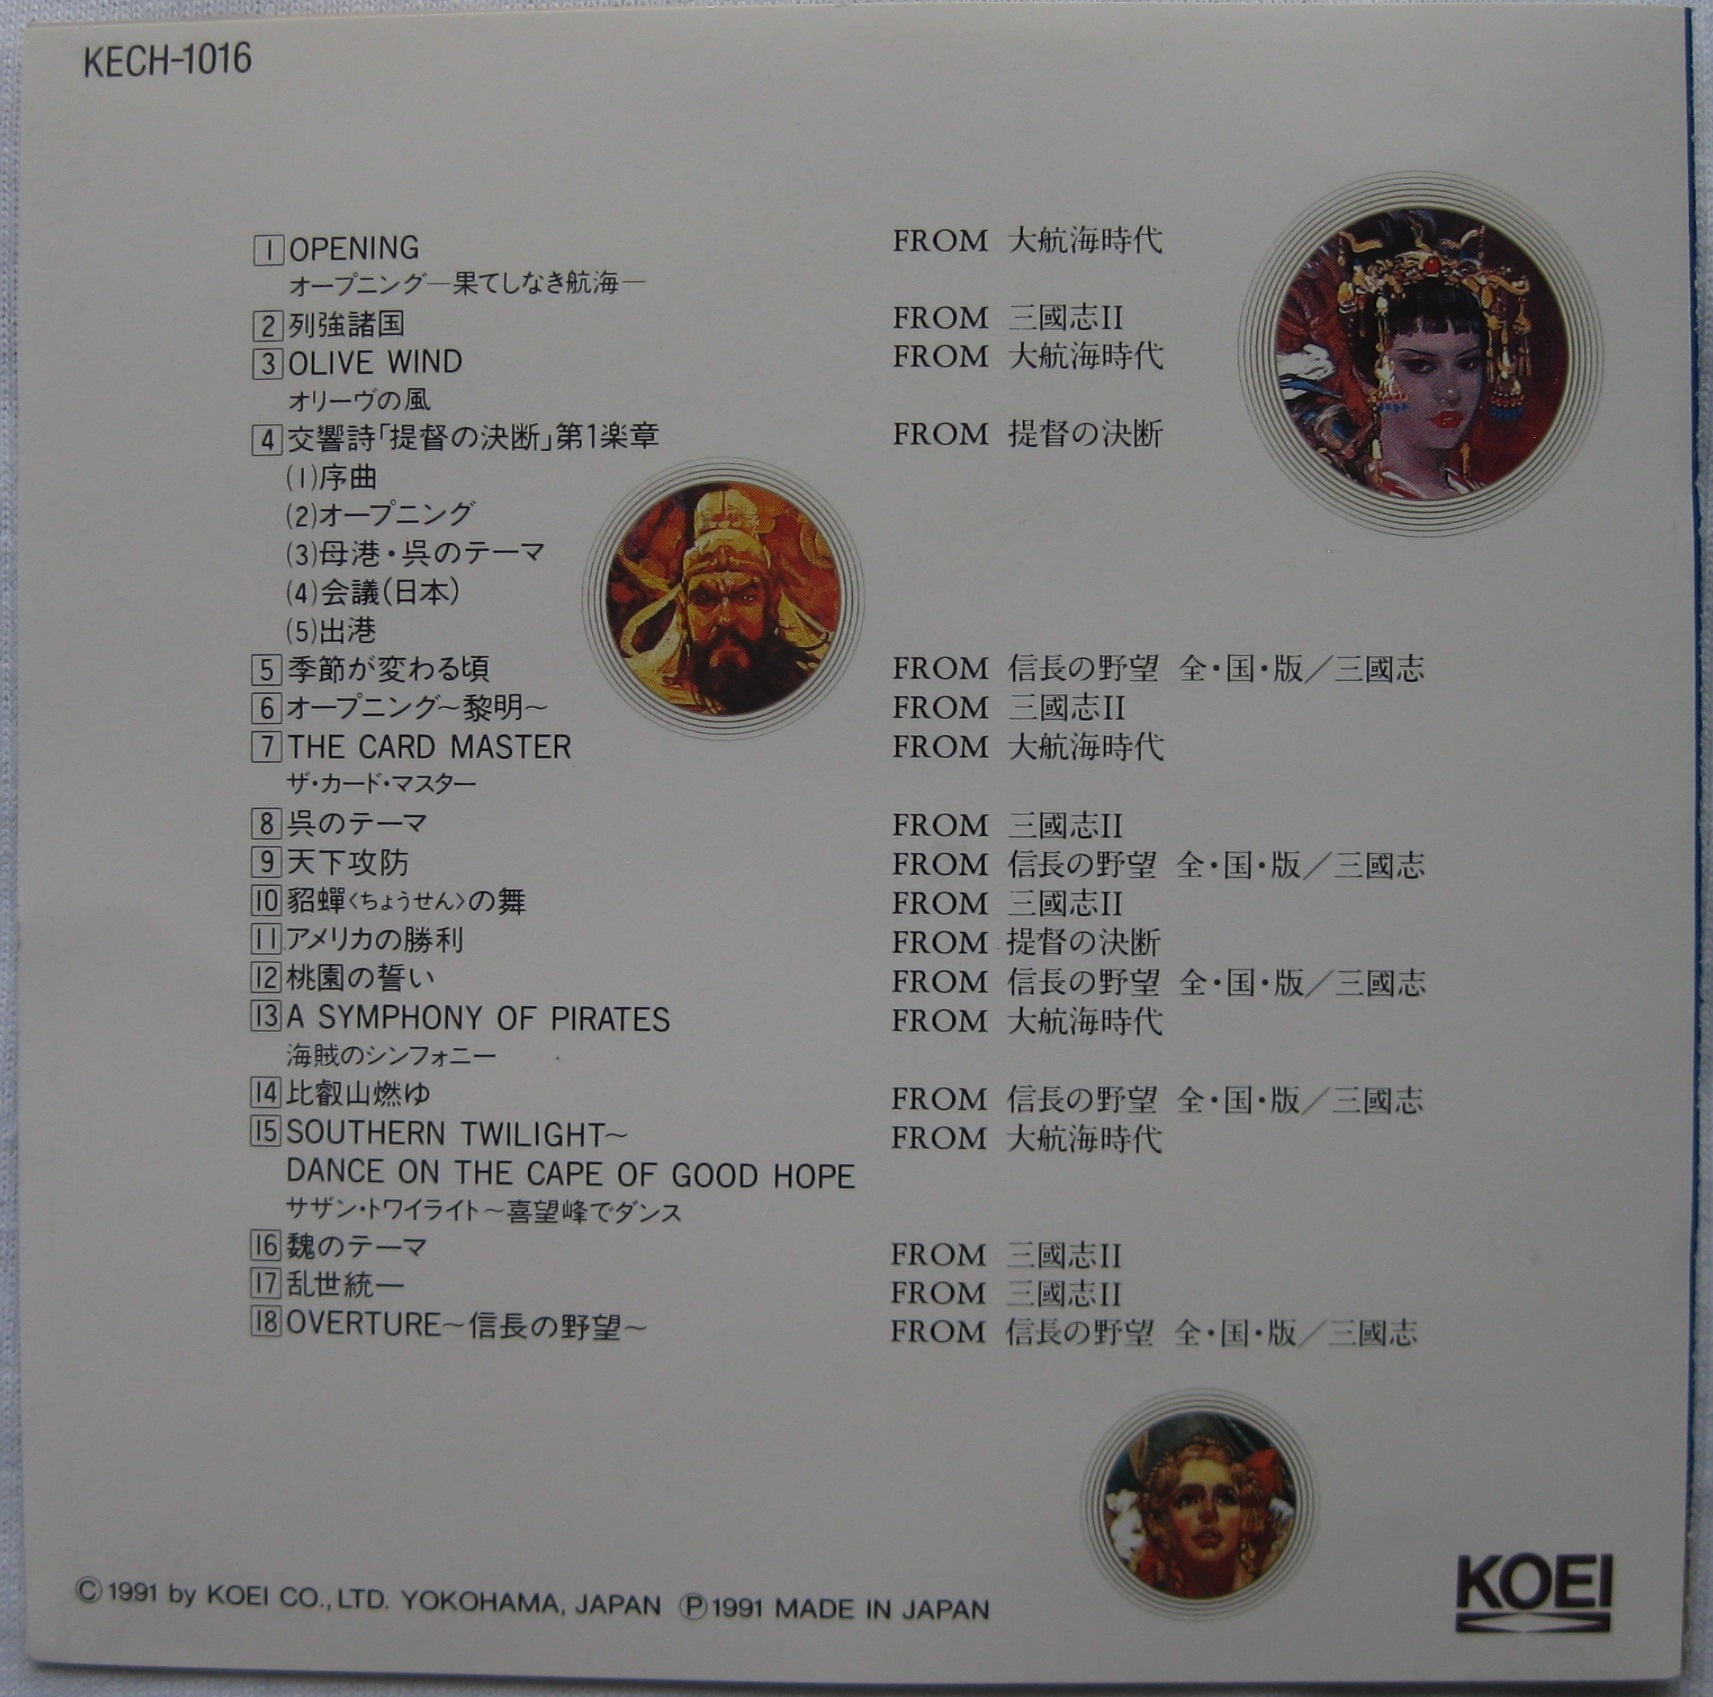 KECH-1016
1 OPENING FROM 大航海時代
オープニング―果てしなき航海―
2 列強諸国 FROM 三國志II
3 OLIVE WIND FROM 大航海時代
オリーヴの風
4 交響詩「提督の決断」第1楽章 FROM 提督の決断
(1)序曲
(2)オープニング
(3)母港・呉のテーマ
(4)会議(日本)
(5)出港
5 季節が変わる頃 FROM 信長の野望 全・国・版／三國志
6 オープニング～黎明～ FROM 三國志II
7 THE CARD MASTER FROM 大航海時代
ザ・カード・マスター
8 呉のテーマ FROM 三國志II
9 天下攻防 FROM 信長の野望 全・国・版／三國志
10 貂蟬〈ちょうせん〉の舞 FROM 三國志II
11 アメリカの勝利 FROM 提督の決断
12 桃園の誓い FROM 信長の野望 全・国・版／三國志
13 A SYMPHONY OF PIRATES FROM 大航海時代
海賊のシンフォニー
14 比叡山燃ゆ FROM 信長の野望 全・国・版／三國志
15 SOUTHERN TWILIGHT～ FROM 大航海時代
DANCE ON THE CAPE OF GOOD HOPE
サザン・トワイライト～喜望峰でダンス
16 魏のテーマ FROM 三國志II
17 乱世統一 FROM 三國志II
18 OVERTURE～信長の野望～ FROM 信長の野望 全・国・版／三國志
©1991 by KOEI CO., LTD. YOKOHAMA, JAPAN ℗1991 MADE IN JAPAN
KOEI